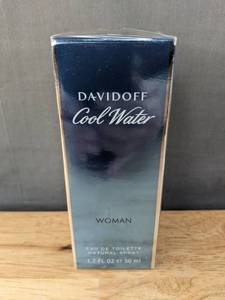 DAVIDOFF
Cool Water
WOMAN
EAU DE TOILETTE
NATURAL SPRAY
1.7 FL OZ ℮ 50 ml